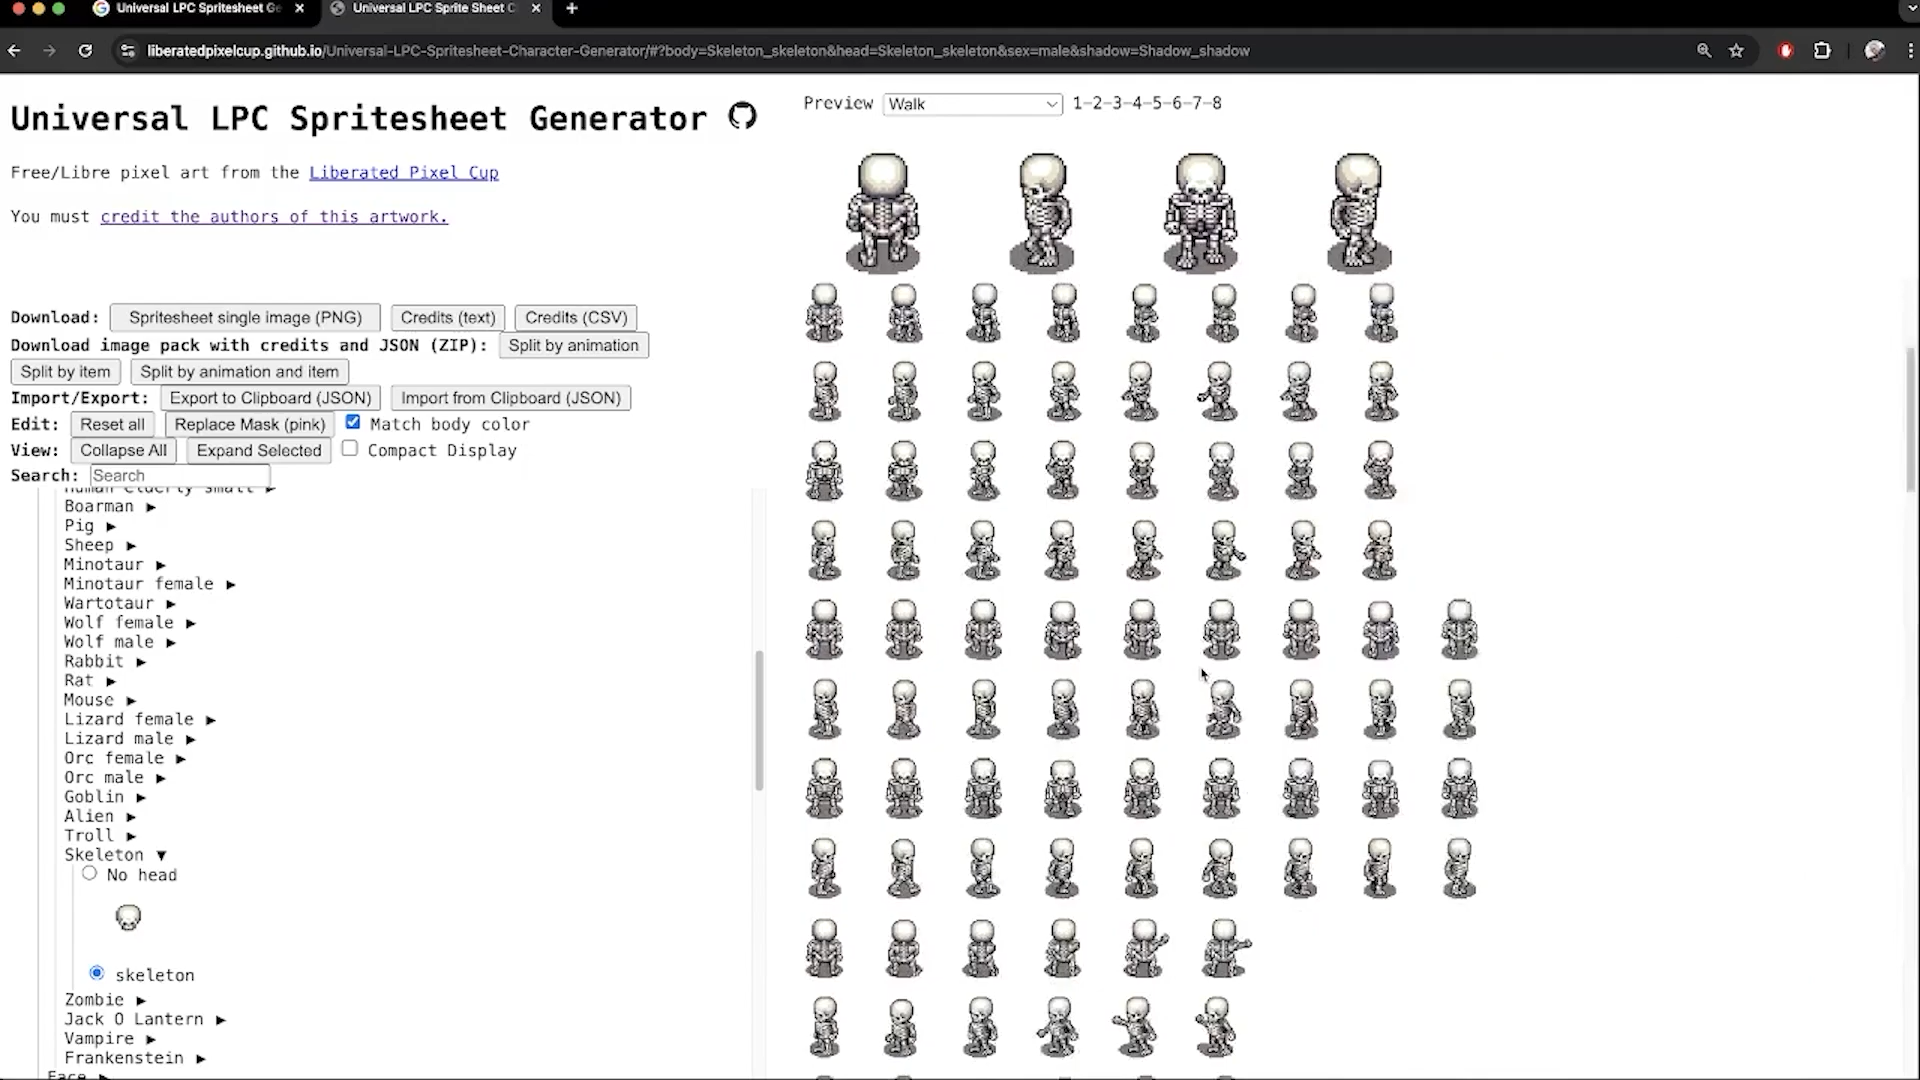 Universal LPC Spritesheet Ge
Universal LPC Sprite Sheet C
liberatedpixelcup.github.io/Universal-LPC-Spritesheet-Character-Generator/#?body=Skeleton_skeleton&head=Skeleton_skeleton&sex=male&shadow=Shadow_shadow
Universal LPC Spritesheet Generator
Preview Walk 1-2-3-4-5-6-7-8
Free/Libre pixel art from the Liberated Pixel Cup
You must credit the authors of this artwork.
Download: Spritesheet single image (PNG) Credits (text) Credits (CSV)
Download image pack with credits and JSON (ZIP): Split by animation
Split by item Split by animation and item
Import/Export: Export to Clipboard (JSON) Import from Clipboard (JSON)
Edit: Reset all Replace Mask (pink) Match body color
View: Collapse All Expand Selected Compact Display
Search: Search
Human elderly small
Boarman
Pig
Sheep
Minotaur
Minotaur female
Wartotaur
Wolf female
Wolf male
Rabbit
Rat
Mouse
Lizard female
Lizard male
Orc female
Orc male
Goblin
Alien
Troll
Skeleton
No head
skeleton
Zombie
Jack O Lantern
Vampire
Frankenstein
Face